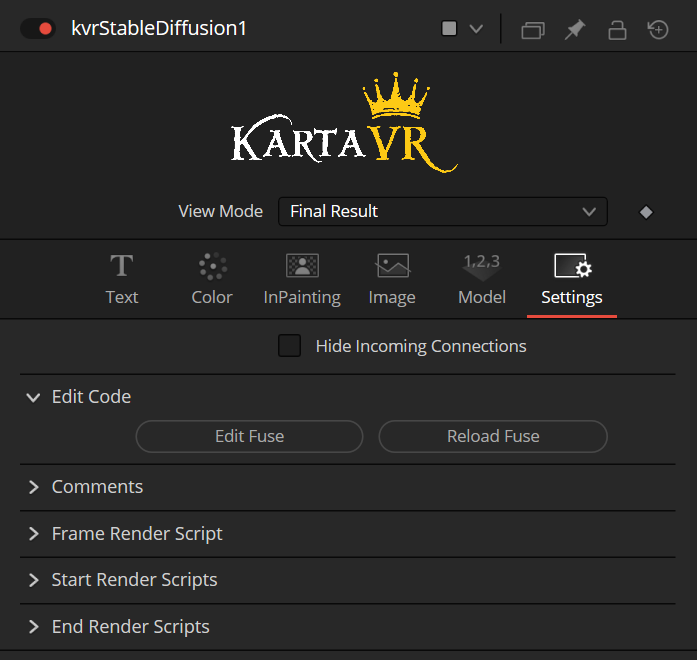 kvrStableDiffusion1
KARTAVR
View Mode Final Result
T 1,2,3
Text Color InPainting Image Model Settings
Hide Incoming Connections
Edit Code
Edit Fuse Reload Fuse
Comments
Frame Render Script
Start Render Scripts
End Render Scripts